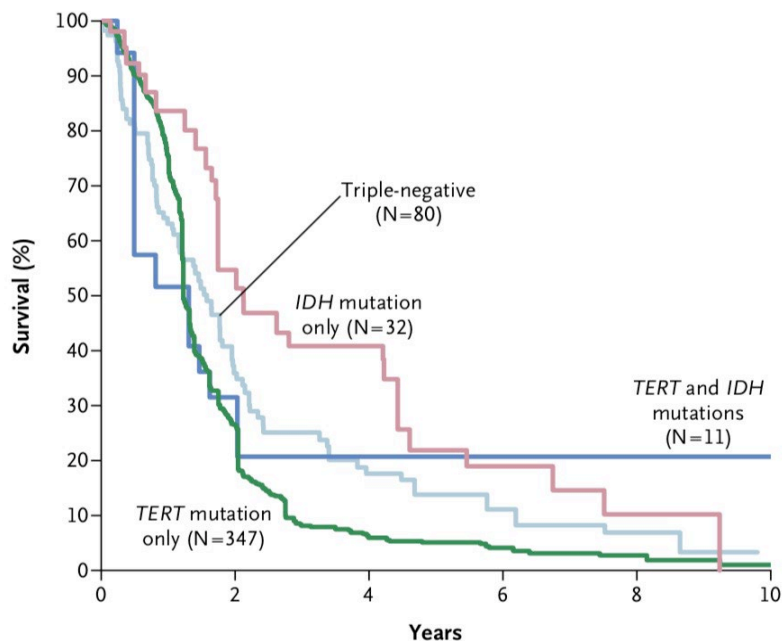 100
90
80
70
60
50
40
30
20
10
0
Survival (%)
Triple-negative
(N=80)
IDH mutation
only (N=32)
TERT and IDH
mutations
(N=11)
TERT mutation
only (N=347)
0 2 4 6 8 10
Years